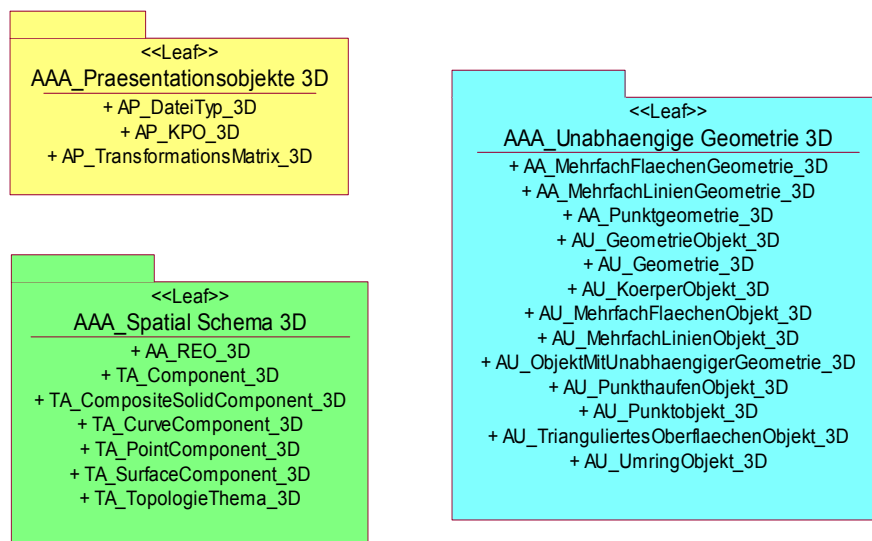 <<Leaf>>
AAA_Praesentationsobjekte 3D
+ AP_DateiTyp_3D
+ AP_KPO_3D
+ AP_TransformationsMatrix_3D
<<Leaf>>
AAA_Spatial Schema 3D
+ AA_REO_3D
+ TA_Component_3D
+ TA_CompositeSolidComponent_3D
+ TA_CurveComponent_3D
+ TA_PointComponent_3D
+ TA_SurfaceComponent_3D
+ TA_TopologieThema_3D
<<Leaf>>
AAA_Unabhaengige Geometrie 3D
+ AA_MehrfachFlaechenGeometrie_3D
+ AA_MehrfachLinienGeometrie_3D
+ AA_Punktgeometrie_3D
+ AU_GeometrieObjekt_3D
+ AU_Geometrie_3D
+ AU_KoerperObjekt_3D
+ AU_MehrfachFlaechenObjekt_3D
+ AU_MehrfachLinienObjekt_3D
+ AU_ObjektMitUnabhaengigerGeometrie_3D
+ AU_PunkthaufenObjekt_3D
+ AU_Punktobjekt_3D
+ AU_TrianguliertesOberflaechenObjekt_3D
+ AU_UmringObjekt_3D